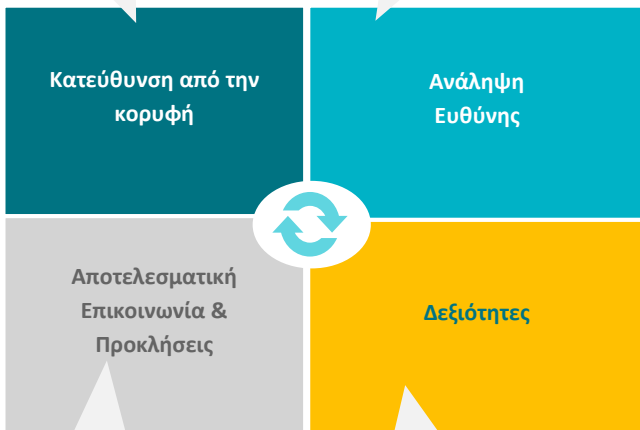 Κατεύθυνση από την
κορυφή
Ανάληψη
Ευθύνης
Αποτελεσματική
Επικοινωνία &
Προκλήσεις
Δεξιότητες